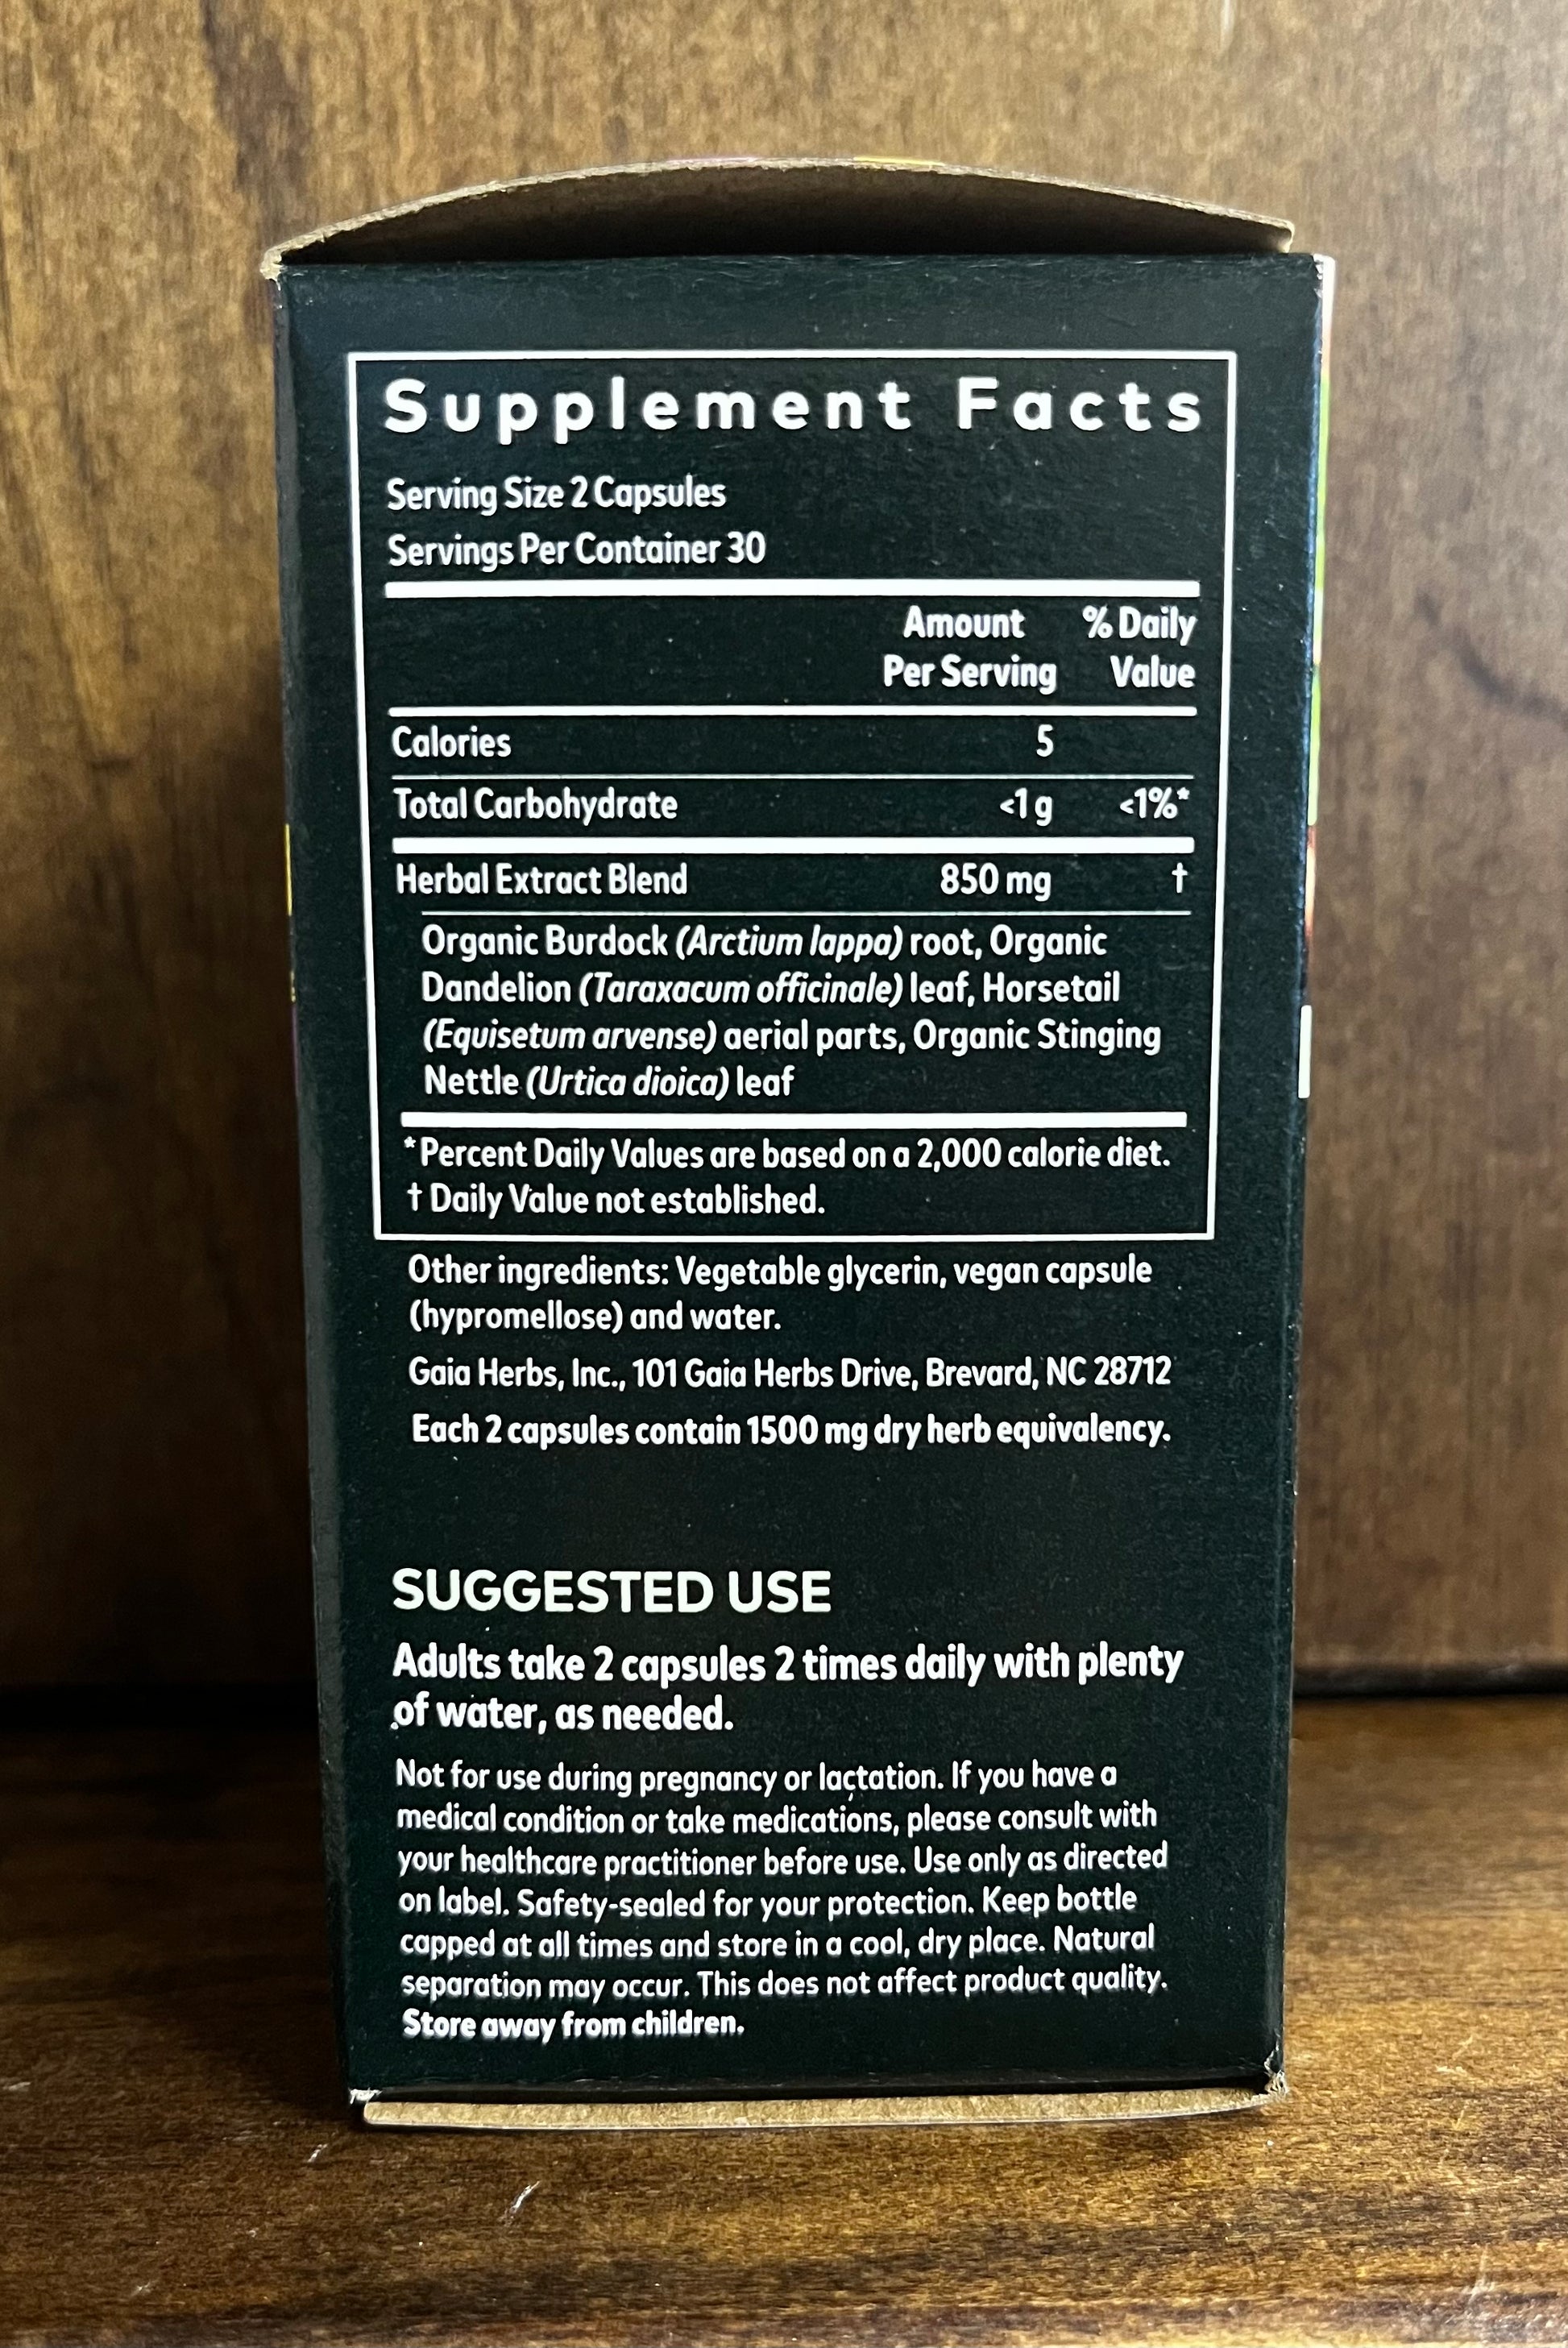 Supplement Facts
Serving Size 2 Capsules
Servings Per Container 30
Amount Per Serving % Daily Value
Calories 5
Total Carbohydrate <1 g <1%*
Herbal Extract Blend 850 mg †
Organic Burdock (Arctium lappa) root, Organic
Dandelion (Taraxacum officinale) leaf, Horsetail
(Equisetum arvense) aerial parts, Organic Stinging
Nettle (Urtica dioica) leaf
*Percent Daily Values are based on a 2,000 calorie diet.
† Daily Value not established.
Other ingredients: Vegetable glycerin, vegan capsule
(hypromellose) and water.
Gaia Herbs, Inc., 101 Gaia Herbs Drive, Brevard, NC 28712
Each 2 capsules contain 1500 mg dry herb equivalency.
SUGGESTED USE
Adults take 2 capsules 2 times daily with plenty
of water, as needed.
Not for use during pregnancy or lactation. If you have a
medical condition or take medications, please consult with
your healthcare practitioner before use. Use only as directed
on label. Safety-sealed for your protection. Keep bottle
capped at all times and store in a cool, dry place. Natural
separation may occur. This does not affect product quality.
Store away from children.